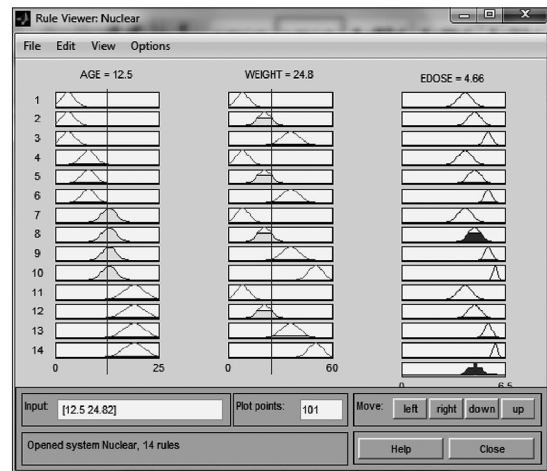 Rule Viewer: Nuclear
File Edit View Options
AGE = 12.5 WEIGHT = 24.8 EDOSE = 4.66
1
2
3
4
5
6
7
8
9
10
11
12
13
14
0 25 0 60
0 6.5
Input: [12.5 24.82] Plot points: 101 Move: left right down up
Opened system Nuclear, 14 rules Help Close